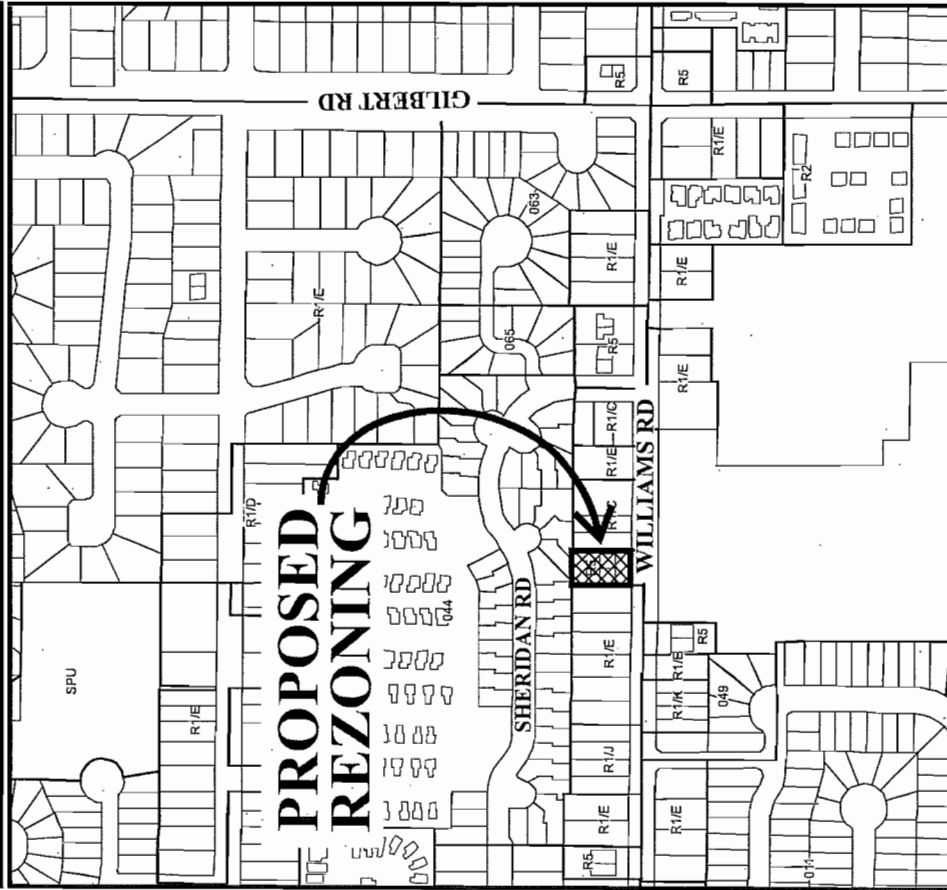 GILBERT RD
R5
R5
R1/E
R2
063
R1/E
R1/E
R1/E
065
R5
R1/E
R1/C
R1/E
WILLIAMS RD
R1/D
PROPOSED
REZONING
044
SHERIDAN RD
SPU
R1/E
R1/E
R5
R1/E
R1/K
049
R1/J
R1/E
R1/E
R5
011